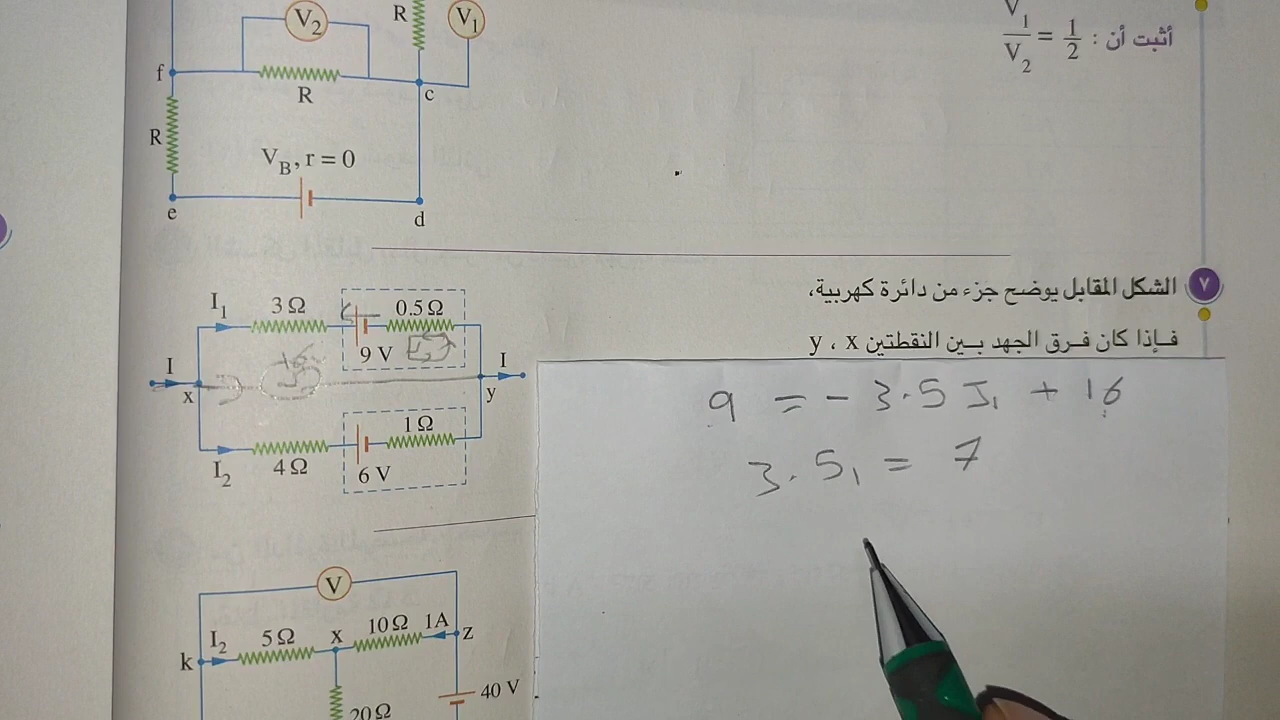 V₂
R
V₁
f
R
c
R
V_B, r = 0
e
d
أثبت أن : V₁/V₂ = 1/2
٧ الشكل المقابل يوضح جزء من دائرة كهربية،
فإذا كان فرق الجهد بين النقطتين x ، y
I₁ 3 Ω 0.5 Ω
9 V
I
x
16
I
y
1 Ω
I₂ 4 Ω
6 V
9 = - 3.5 I₁ + 16
3.5₁ = 7
V
k I₂ 5 Ω x 10 Ω 1A z
40 V
20 Ω